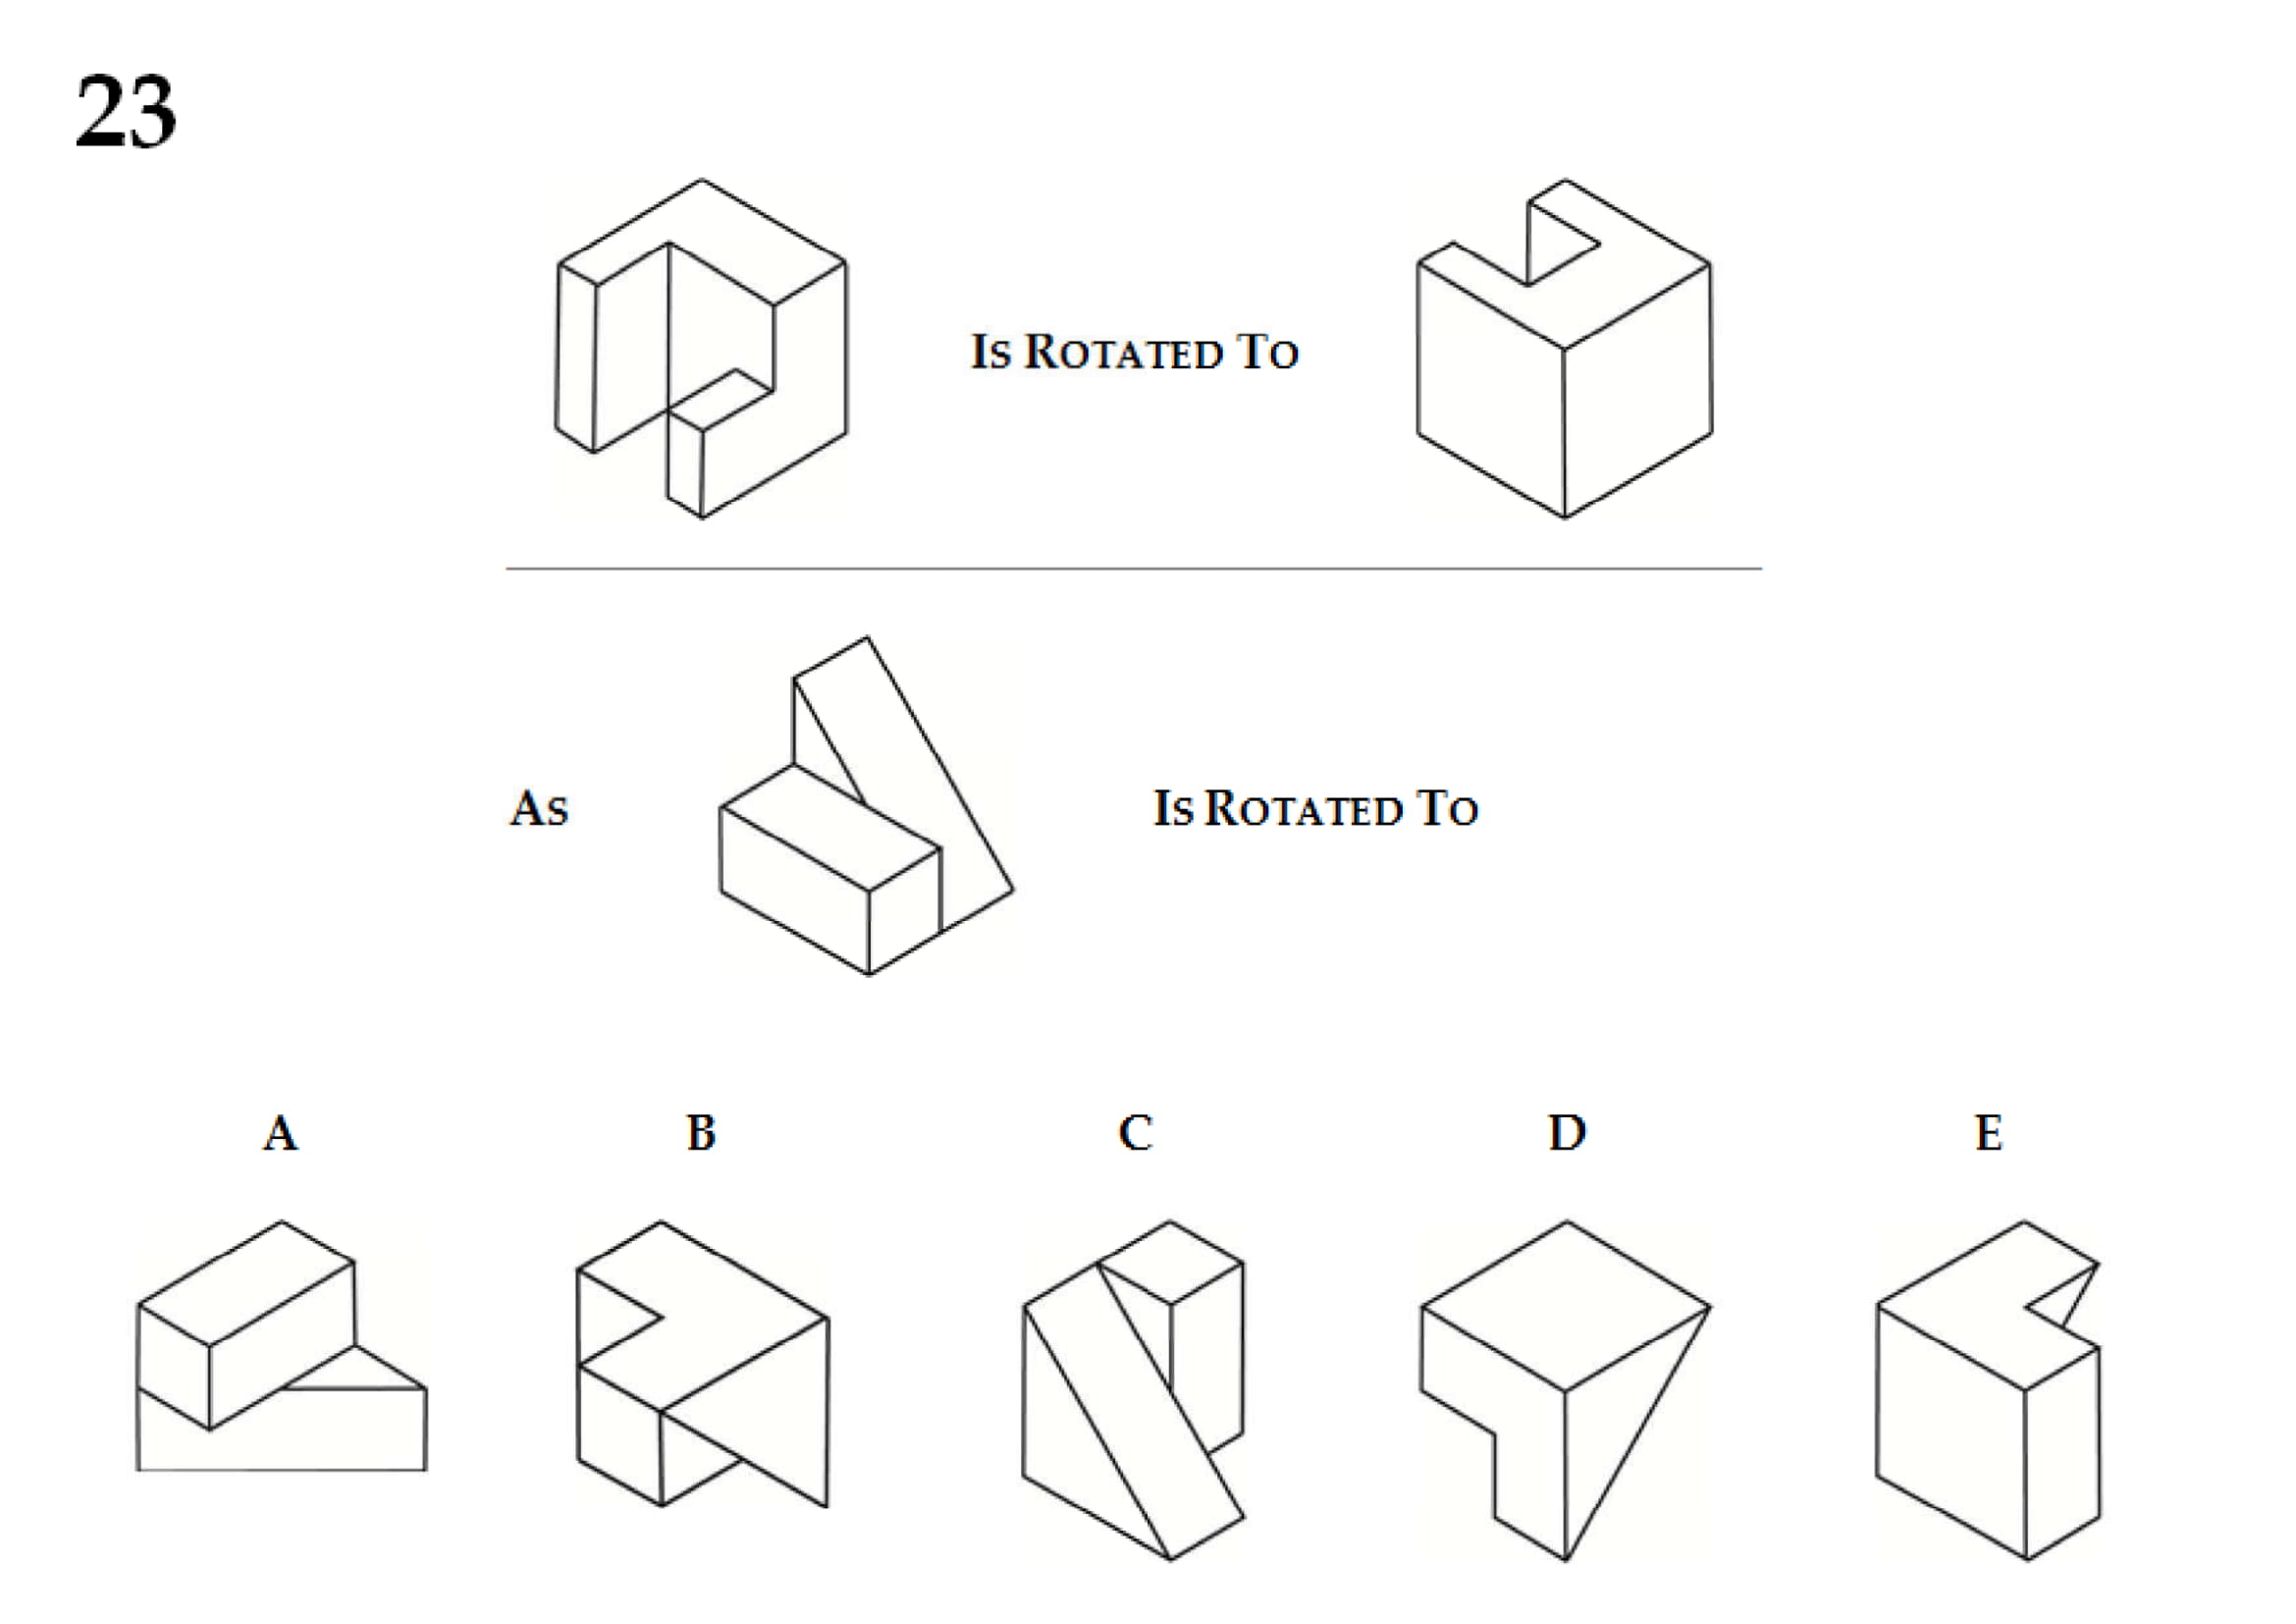 23
IS ROTATED TO
AS
IS ROTATED TO
A B C D E